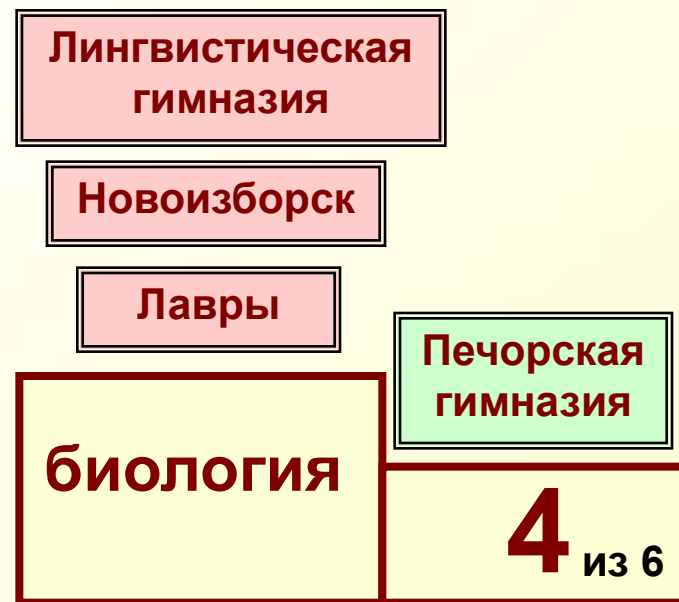 Лингвистическая
гимназия
Новоизборск
Лавры
Печорская
гимназия
биология
4 из 6